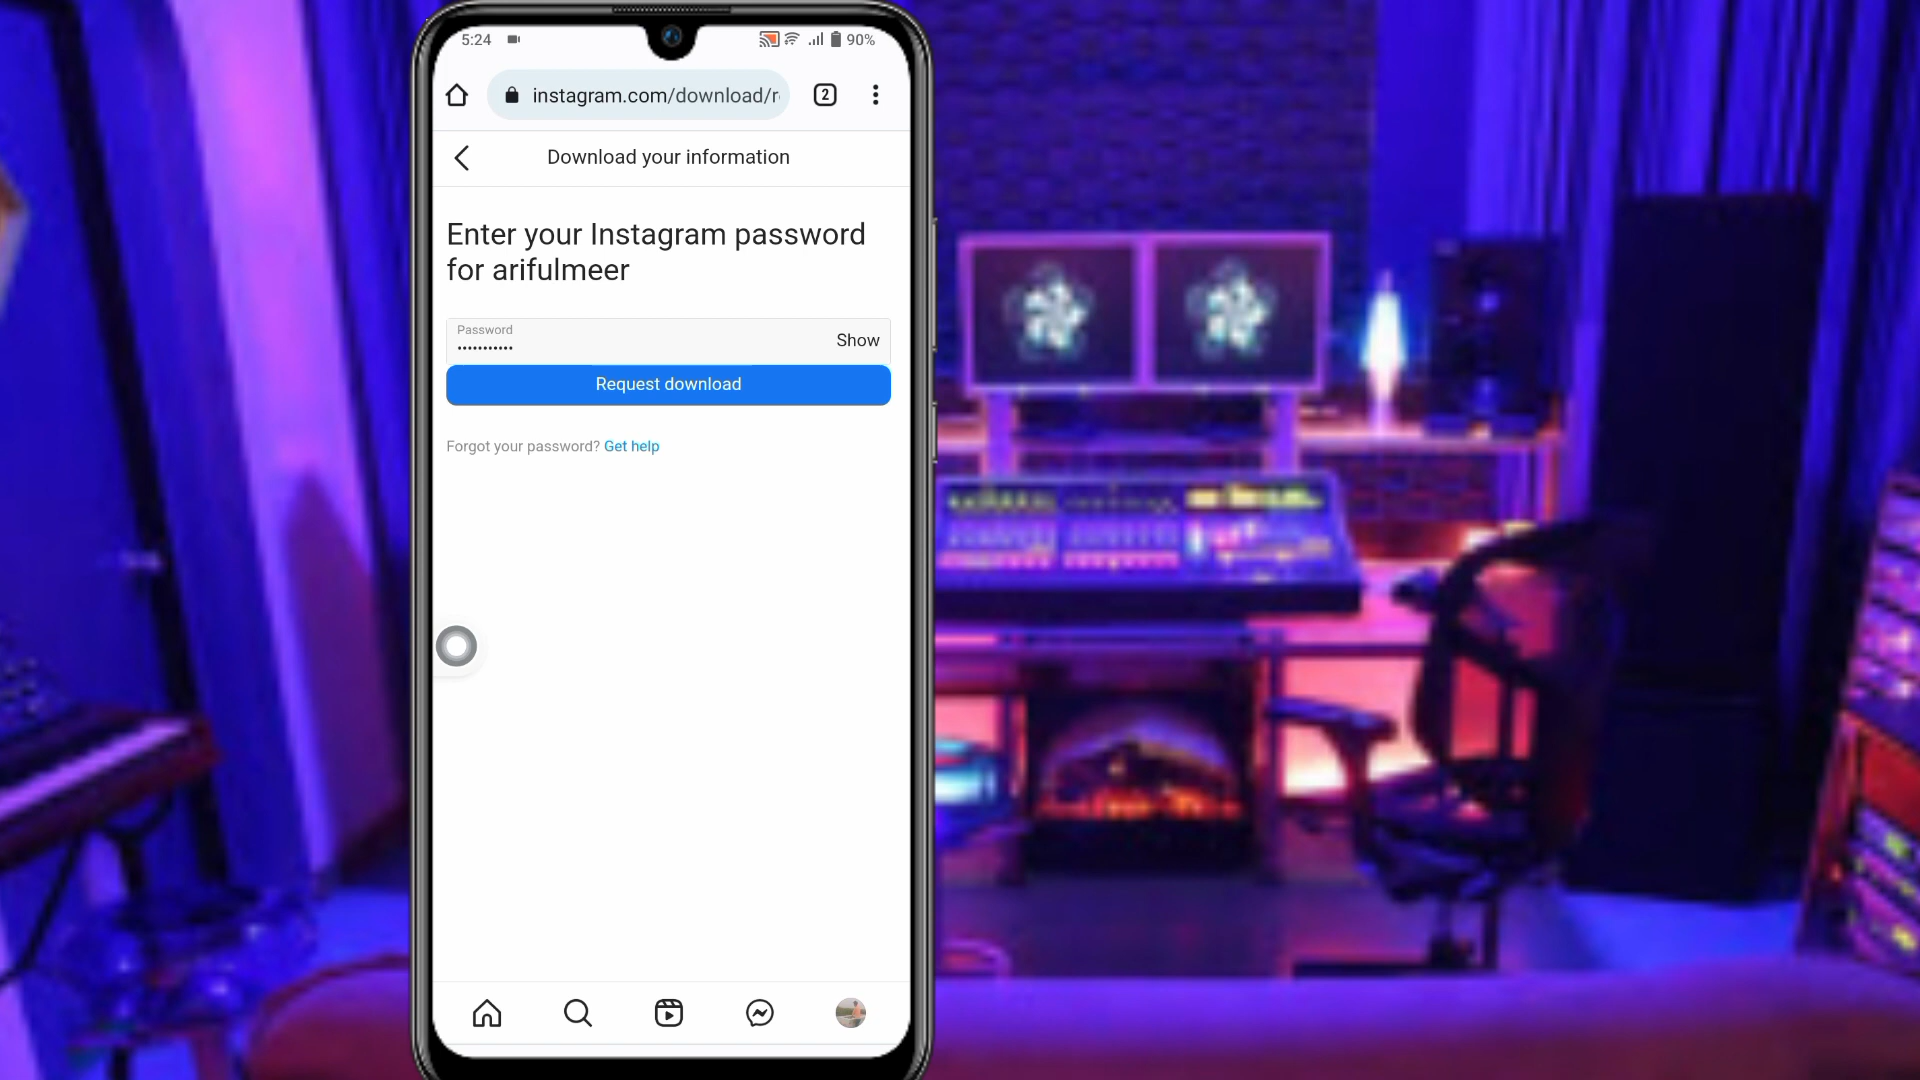 5:24
90%
instagram.com/download/r
2
Download your information
Enter your Instagram password
for arifulmeer
Password
Show
Request download
Forgot your password? Get help